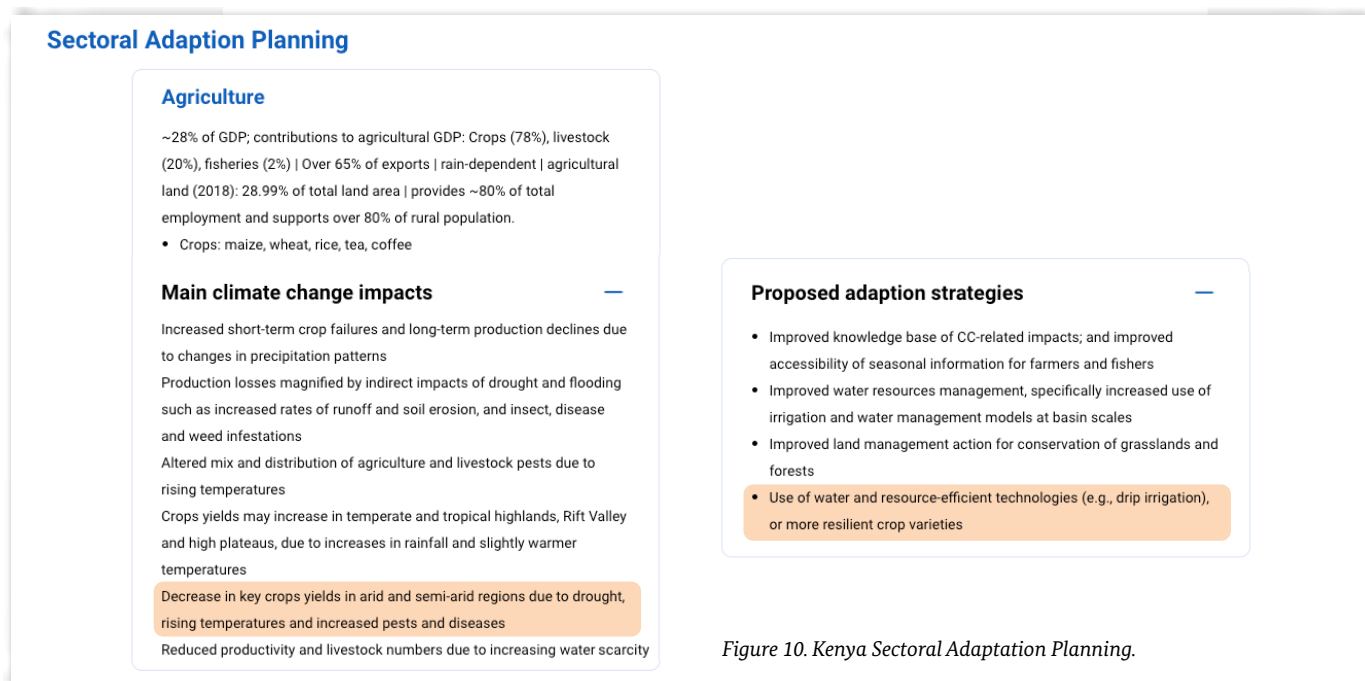 Sectoral Adaption Planning
Agriculture
~28% of GDP; contributions to agricultural GDP: Crops (78%), livestock
(20%), fisheries (2%) | Over 65% of exports | rain-dependent | agricultural
land (2018): 28.99% of total land area | provides ~80% of total
employment and supports over 80% of rural population.
• Crops: maize, wheat, rice, tea, coffee
Main climate change impacts
Increased short-term crop failures and long-term production declines due
to changes in precipitation patterns
Production losses magnified by indirect impacts of drought and flooding
such as increased rates of runoff and soil erosion, and insect, disease
and weed infestations
Altered mix and distribution of agriculture and livestock pests due to
rising temperatures
Crops yields may increase in temperate and tropical highlands, Rift Valley
and high plateaus, due to increases in rainfall and slightly warmer
temperatures
Decrease in key crops yields in arid and semi-arid regions due to drought,
rising temperatures and increased pests and diseases
Reduced productivity and livestock numbers due to increasing water scarcity
Proposed adaption strategies
• Improved knowledge base of CC-related impacts; and improved
accessibility of seasonal information for farmers and fishers
• Improved water resources management, specifically increased use of
irrigation and water management models at basin scales
• Improved land management action for conservation of grasslands and
forests
• Use of water and resource-efficient technologies (e.g., drip irrigation),
or more resilient crop varieties
Figure 10. Kenya Sectoral Adaptation Planning.